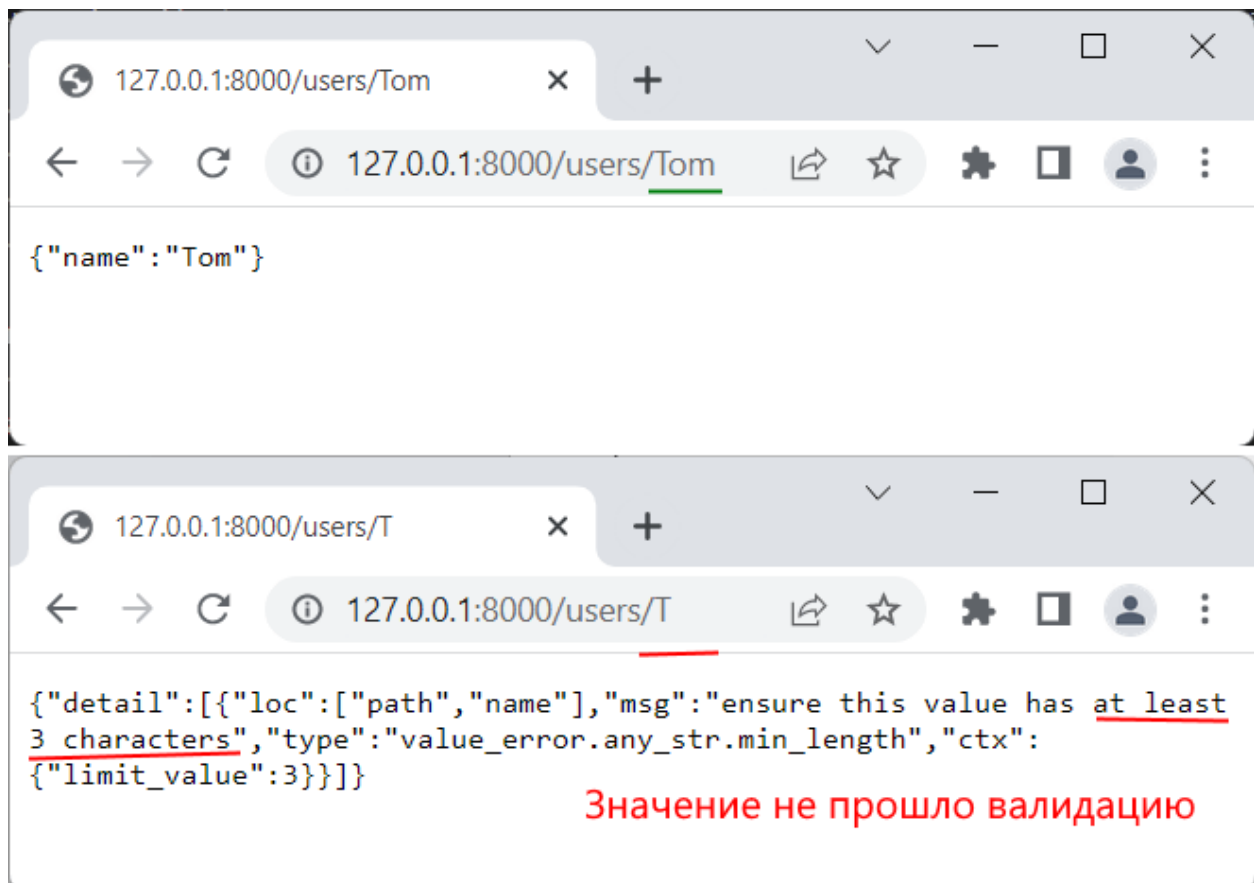 127.0.0.1:8000/users/Tom
127.0.0.1:8000/users/Tom
{"name":"Tom"}
127.0.0.1:8000/users/T
127.0.0.1:8000/users/T
{"detail":[{"loc":["path","name"],"msg":"ensure this value has at least
3 characters","type":"value_error.any_str.min_length","ctx":
{"limit_value":3}}]}
Значение не прошло валидацию